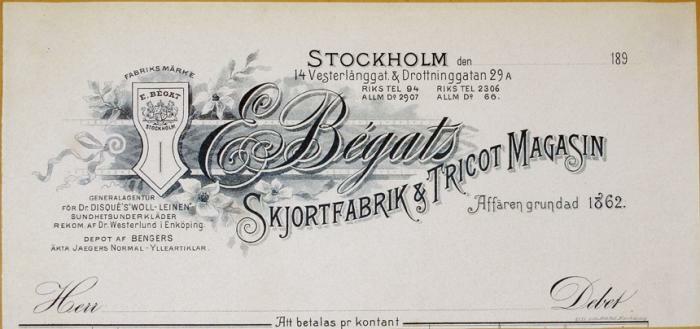 STOCKHOLM den 189
14 Vesterlånggat. & Drottninggatan 29 A
RIKS TEL 94 RIKS TEL 2306
ALLM Dº 2907 ALLM Dº 66.
FABRIKS MÄRKE
E. BÉGAT
STOCKHOLM
E Bégats
SKJORTFABRIK & TRICOT MAGASIN
Affären grundad 1862.
GENERALAGENTUR
FÖR Dr. DISQUÉ'S "WOLL-LEINEN"
SUNDHETSUNDERKLÄDER
REKOM. AF Dr. Westerlund i Enköping.
DEPOT AF BENGERS
ÄKTA JAEGERS NORMAL-YLLEARTIKLAR.
Herr Debet
Att betalas pr kontant